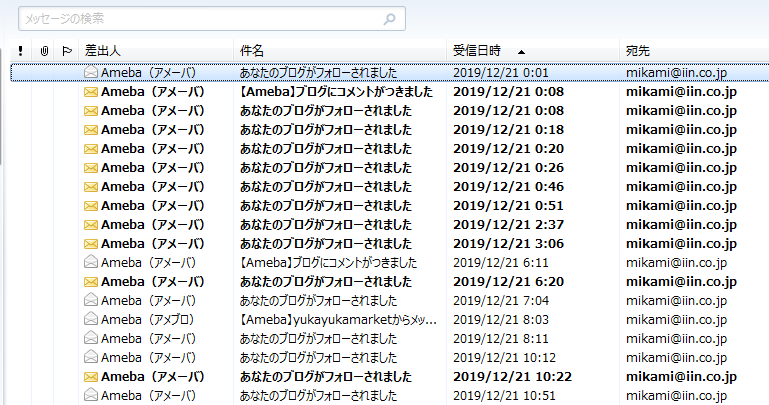 メッセージの検索
! 差出人 件名 受信日時 宛先
Ameba（アメーバ） あなたのブログがフォローされました 2019/12/21 0:01 mikami@iin.co.jp
Ameba（アメーバ） 【Ameba】ブログにコメントがつきました 2019/12/21 0:08 mikami@iin.co.jp
Ameba（アメーバ） あなたのブログがフォローされました 2019/12/21 0:08 mikami@iin.co.jp
Ameba（アメーバ） あなたのブログがフォローされました 2019/12/21 0:18 mikami@iin.co.jp
Ameba（アメーバ） あなたのブログがフォローされました 2019/12/21 0:20 mikami@iin.co.jp
Ameba（アメーバ） あなたのブログがフォローされました 2019/12/21 0:26 mikami@iin.co.jp
Ameba（アメーバ） あなたのブログがフォローされました 2019/12/21 0:46 mikami@iin.co.jp
Ameba（アメーバ） あなたのブログがフォローされました 2019/12/21 0:51 mikami@iin.co.jp
Ameba（アメーバ） あなたのブログがフォローされました 2019/12/21 2:37 mikami@iin.co.jp
Ameba（アメーバ） あなたのブログがフォローされました 2019/12/21 3:06 mikami@iin.co.jp
Ameba（アメーバ） 【Ameba】ブログにコメントがつきました 2019/12/21 6:11 mikami@iin.co.jp
Ameba（アメーバ） あなたのブログがフォローされました 2019/12/21 6:20 mikami@iin.co.jp
Ameba（アメーバ） あなたのブログがフォローされました 2019/12/21 7:04 mikami@iin.co.jp
Ameba（アメブロ） 【Ameba】yukayukamarketからメッ... 2019/12/21 8:03 mikami@iin.co.jp
Ameba（アメーバ） あなたのブログがフォローされました 2019/12/21 8:11 mikami@iin.co.jp
Ameba（アメーバ） あなたのブログがフォローされました 2019/12/21 10:12 mikami@iin.co.jp
Ameba（アメーバ） あなたのブログがフォローされました 2019/12/21 10:22 mikami@iin.co.jp
Ameba（アメーバ） あなたのブログがフォローされました 2019/12/21 10:51 mikami@iin.co.jp